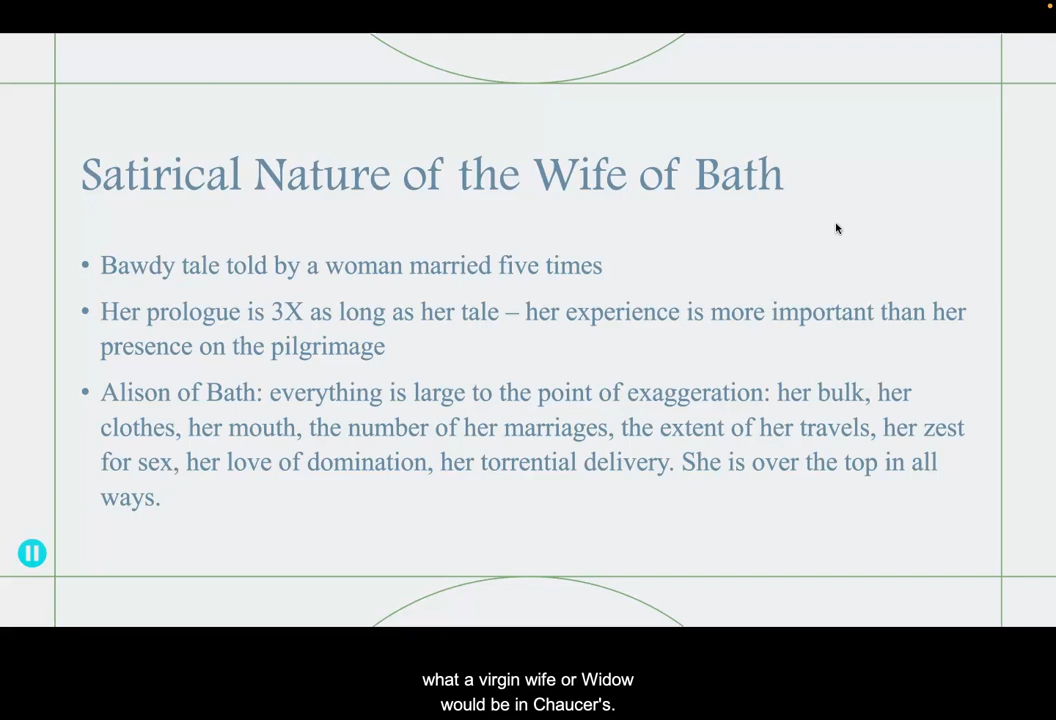 Satirical Nature of the Wife of Bath
• Bawdy tale told by a woman married five times
• Her prologue is 3X as long as her tale – her experience is more important than her
presence on the pilgrimage
• Alison of Bath: everything is large to the point of exaggeration: her bulk, her
clothes, her mouth, the number of her marriages, the extent of her travels, her zest
for sex, her love of domination, her torrential delivery. She is over the top in all
ways.
what a virgin wife or Widow
would be in Chaucer's.